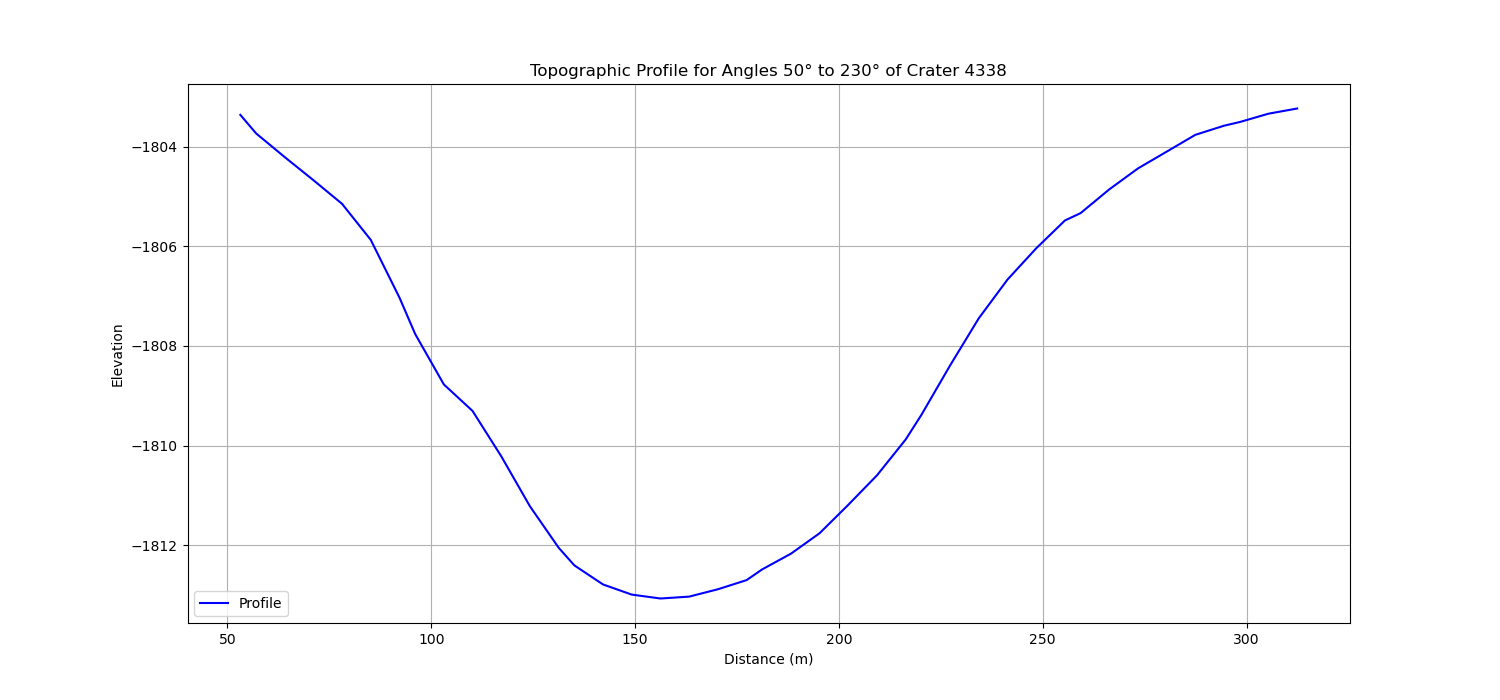 Topographic Profile for Angles 50° to 230° of Crater 4338
Elevation
−1804
−1806
−1808
−1810
−1812
Profile
50
100
150
200
250
300
Distance (m)